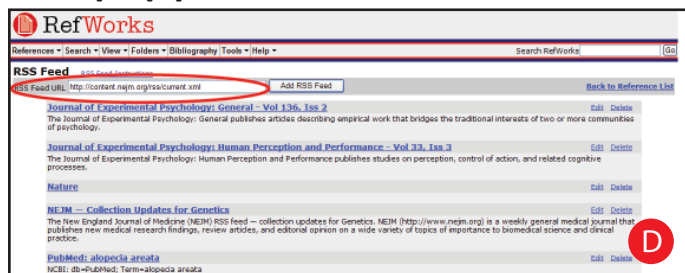 RefWorks
References Search View Folders Bibliography Tools Help Search RefWorks Go
RSS Feed RSS Feed Instructions
RSS Feed URL http://content.nejm.org/rss/current.xml Add RSS Feed Back to Reference List
Journal of Experimental Psychology: General - Vol 136, Iss 2 Edit Delete
The Journal of Experimental Psychology: General publishes articles describing empirical work that bridges the traditional interests of two or more communities
of psychology.
Journal of Experimental Psychology: Human Perception and Performance - Vol 33, Iss 3 Edit Delete
The Journal of Experimental Psychology: Human Perception and Performance publishes studies on perception, control of action, and related cognitive
processes.
Nature Edit Delete
NEJM — Collection Updates for Genetics Edit Delete
The New England Journal of Medicine (NEJM) RSS feed — collection updates for Genetics. NEJM (http://www.nejm.org) is a weekly general medical journal that
publishes new medical research findings, review articles, and editorial opinion on a wide variety of topics of importance to biomedical science and clinical
practice.
D
PubMed: alopecia areata Edit Delete
NCBI: db=PubMed; Term=alopecia areata